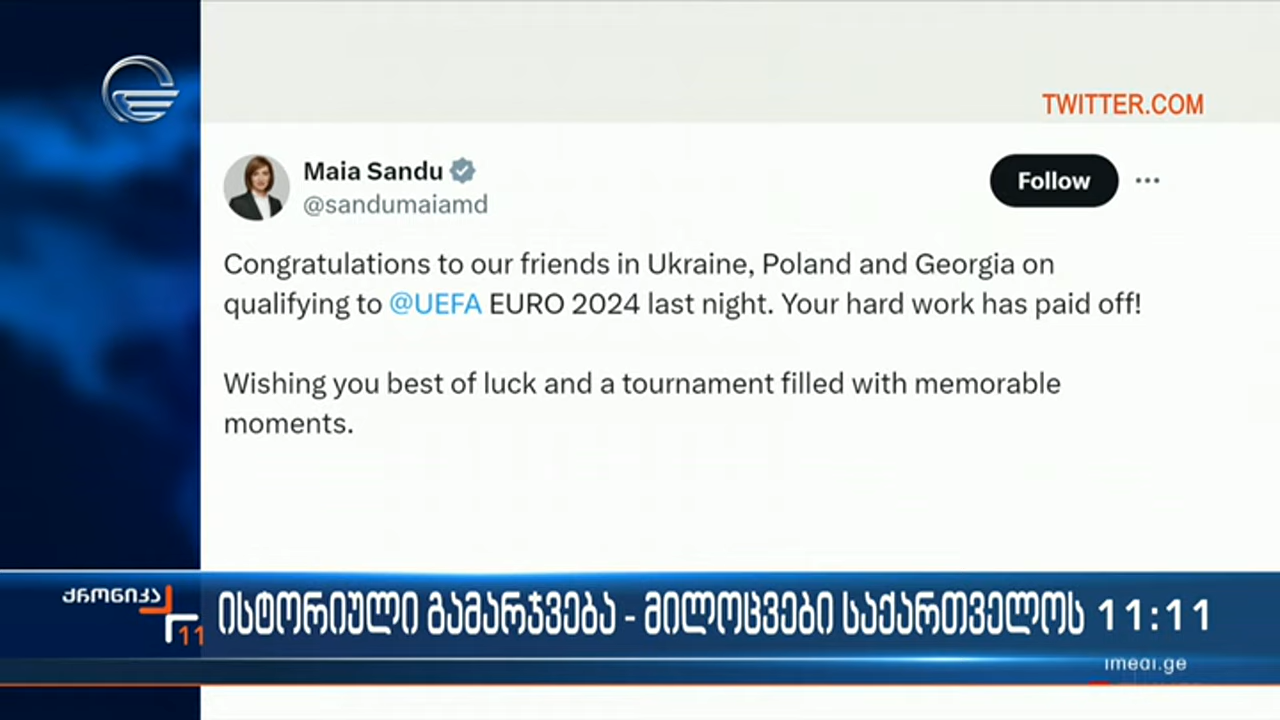 TWITTER.COM
Maia Sandu
@sandumaiamd
Follow
Congratulations to our friends in Ukraine, Poland and Georgia on
qualifying to @UEFA EURO 2024 last night. Your hard work has paid off!
Wishing you best of luck and a tournament filled with memorable
moments.
ქრონიკა
11
ისტორიული გამარჯვება - მილოცვები საქართველოს
11:11
imedi.ge